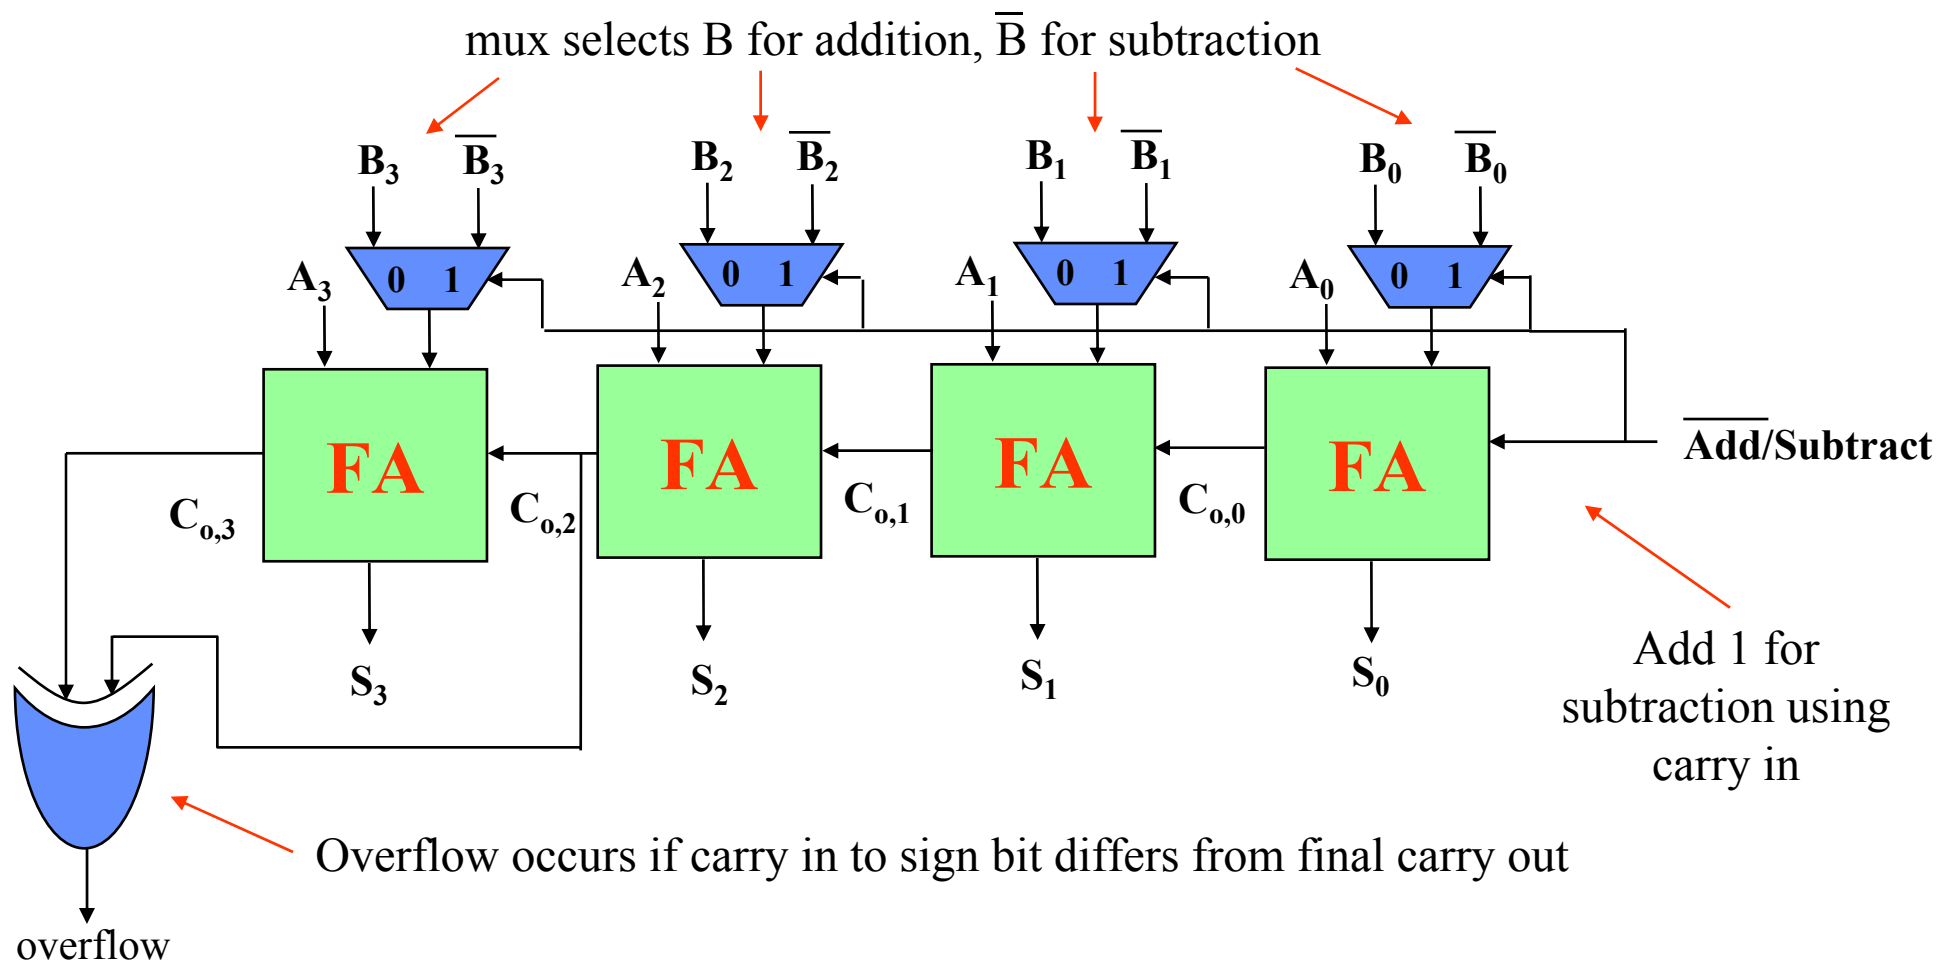 mux selects B for addition, B̅ for subtraction
B₃ B̅₃ B₂ B̅₂ B₁ B̅₁ B₀ B̅₀
A₃ 0 1 A₂ 0 1 A₁ 0 1 A₀ 0 1
FA FA FA FA A̅d̅d̅/Subtract
Cₒ,₃ Cₒ,₂ Cₒ,₁ Cₒ,₀
S₃ S₂ S₁ S₀
Add 1 for
subtraction using
carry in
Overflow occurs if carry in to sign bit differs from final carry out
overflow